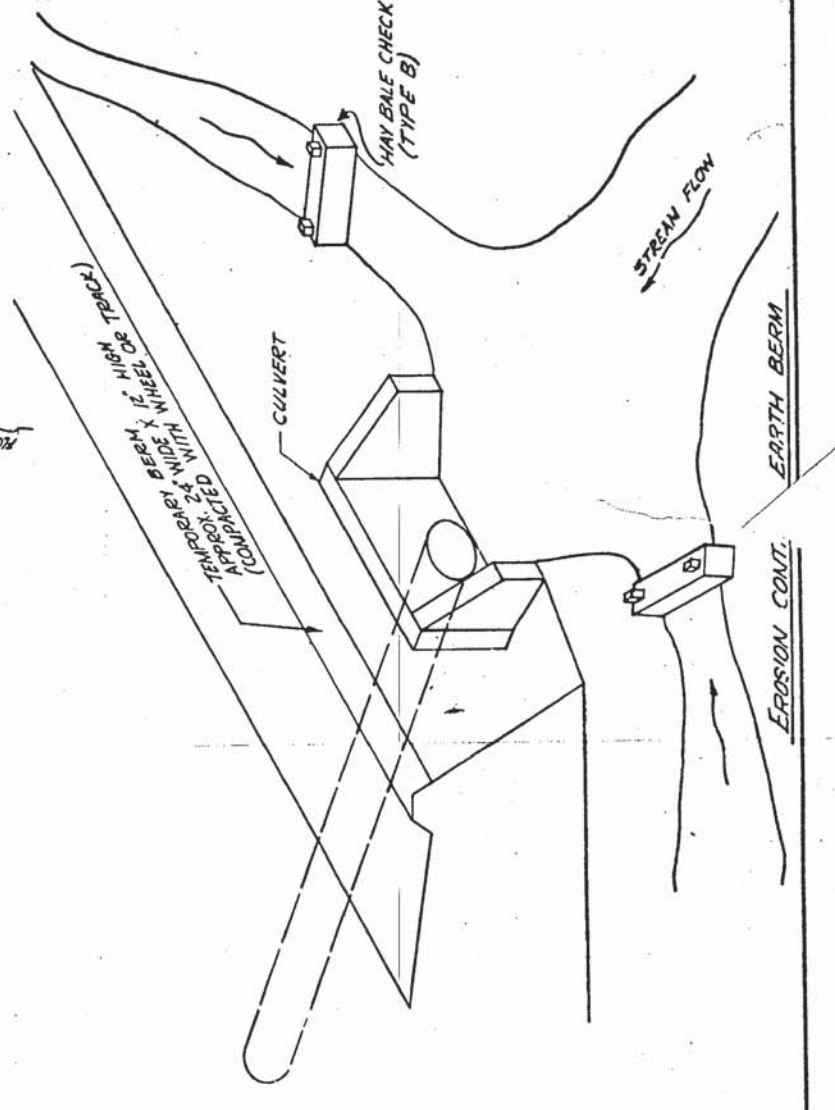 TEMPORARY BERM
APPROX. 24" WIDE X 12" HIGH
(COMPACTED WITH WHEEL OR TRACK)
CULVERT
HAY BALE CHECK
(TYPE B)
STREAM FLOW
EROSION CONT. EARTH BERM